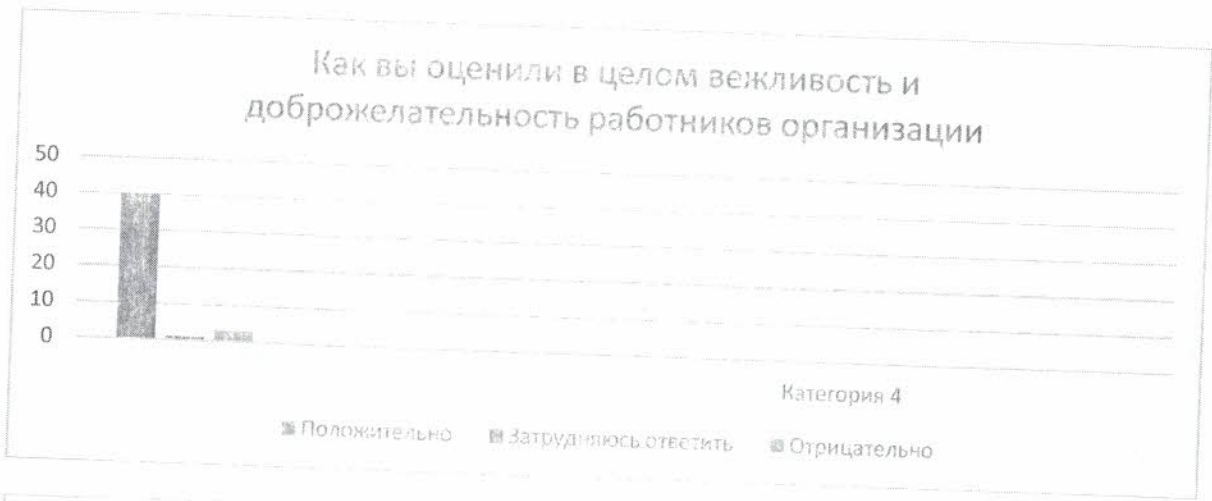 Как вы оценили в целом вежливость и
доброжелательность работников организации
50
40
30
20
10
0
Категория 4
Положительно Затрудняюсь ответить Отрицательно